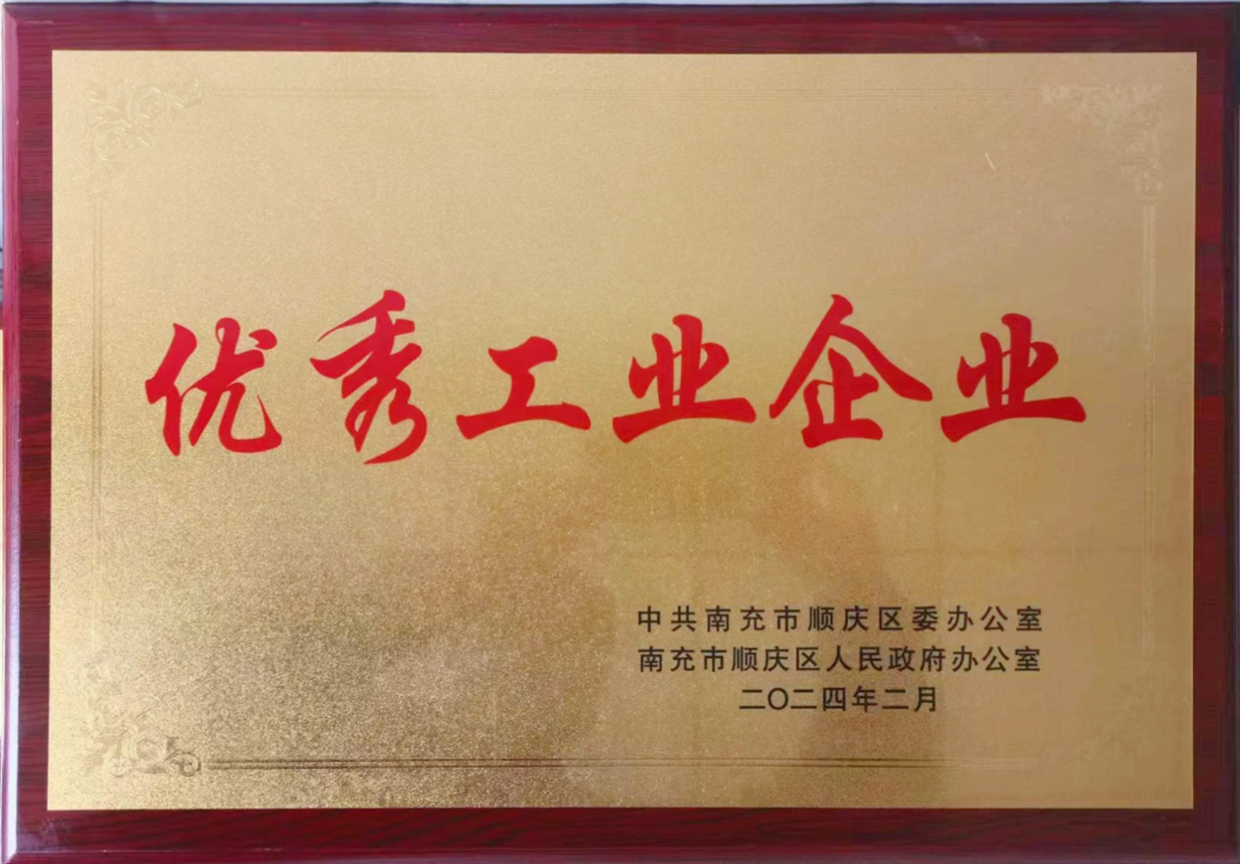 优秀工业企业
中共南充市顺庆区委办公室
南充市顺庆区人民政府办公室
二〇二四年二月